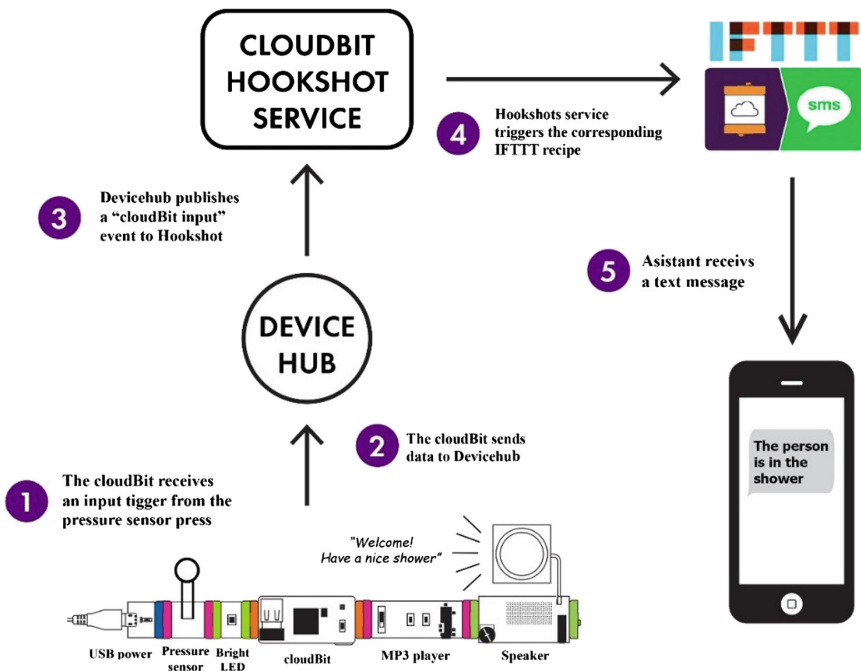 CLOUDBIT
HOOKSHOT
SERVICE
IFTTT
sms
4
Hookshots service
triggers the corresponding
IFTTT recipe
3
Devicehub publishes
a “cloudBit input”
event to Hookshot
5
Asistant receivs
a text message
DEVICE
HUB
2
The cloudBit sends
data to Devicehub
The person
is in the
shower
1
The cloudBit receives
an input tigger from the
pressure sensor press
"Welcome!
Have a nice shower"
USB power
Pressure
sensor
Bright
LED
cloudBit
MP3 player
Speaker